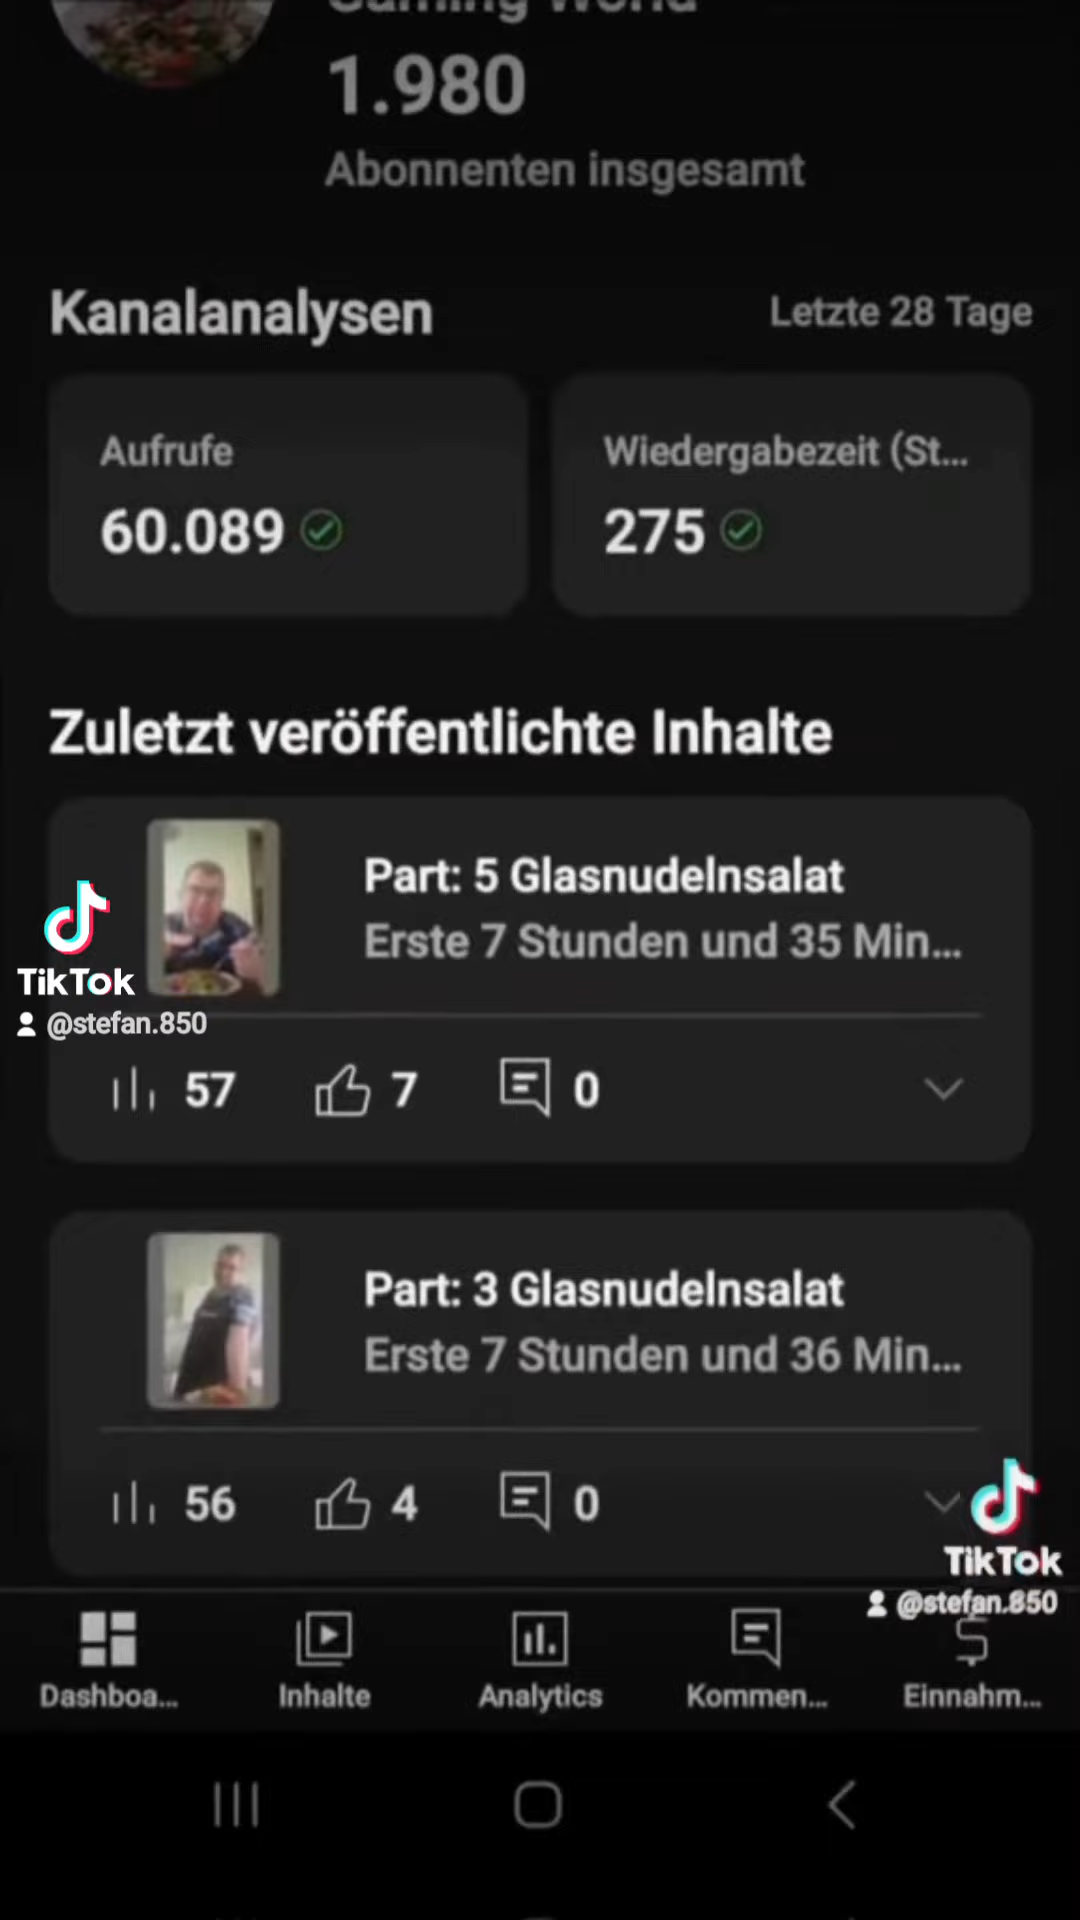 Gaming World
1.980
Abonnenten insgesamt
Kanalanalysen
Letzte 28 Tage
Aufrufe
Wiedergabezeit (St...
60.089
275
Zuletzt veröffentlichte Inhalte
Part: 5 Glasnudelnsalat
Erste 7 Stunden und 35 Min...
TikTok
@stefan.850
57
7
0
Part: 3 Glasnudelnsalat
Erste 7 Stunden und 36 Min...
56
4
0
TikTok
@stefan.850
Dashboa...
Inhalte
Analytics
Kommen...
Einnahm...